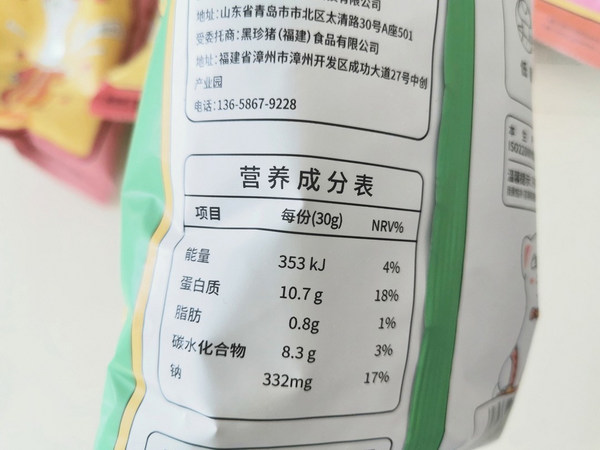 地址:山东省青岛市市北区太清路30号A座501
受委托商:黑珍猪(福建)食品有限公司
地址:福建省漳州市漳州开发区成功大道27号中创
产业园
电话:136-5867-9228
营养成分表
项目 每份(30g) NRV%
能量 353 kJ 4%
蛋白质 10.7 g 18%
脂肪 0.8g 1%
碳水化合物 8.3 g 3%
钠 332mg 17%
低
本生